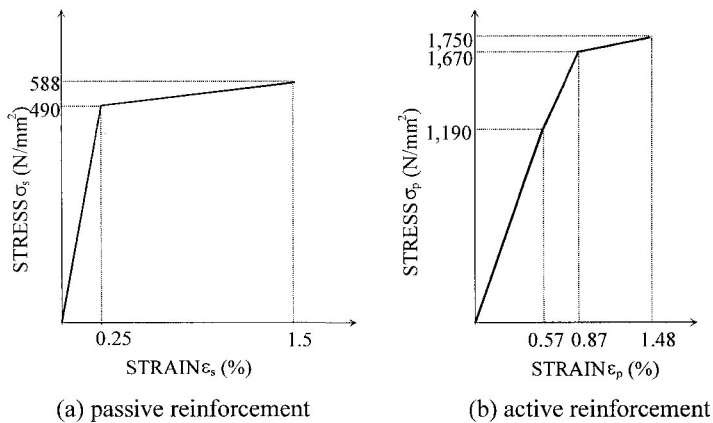 588
490
STRESS σs (N/mm²)
0.25
1.5
STRAIN εs (%)
(a) passive reinforcement
1,750
1,670
1,190
STRESS σp (N/mm²)
0.57 0.87 1.48
STRAIN εp (%)
(b) active reinforcement